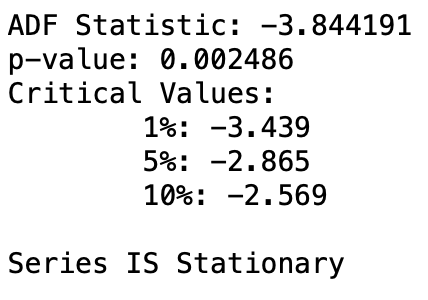 ADF Statistic: -3.844191
p-value: 0.002486
Critical Values:
1%: -3.439
5%: -2.865
10%: -2.569
Series IS Stationary